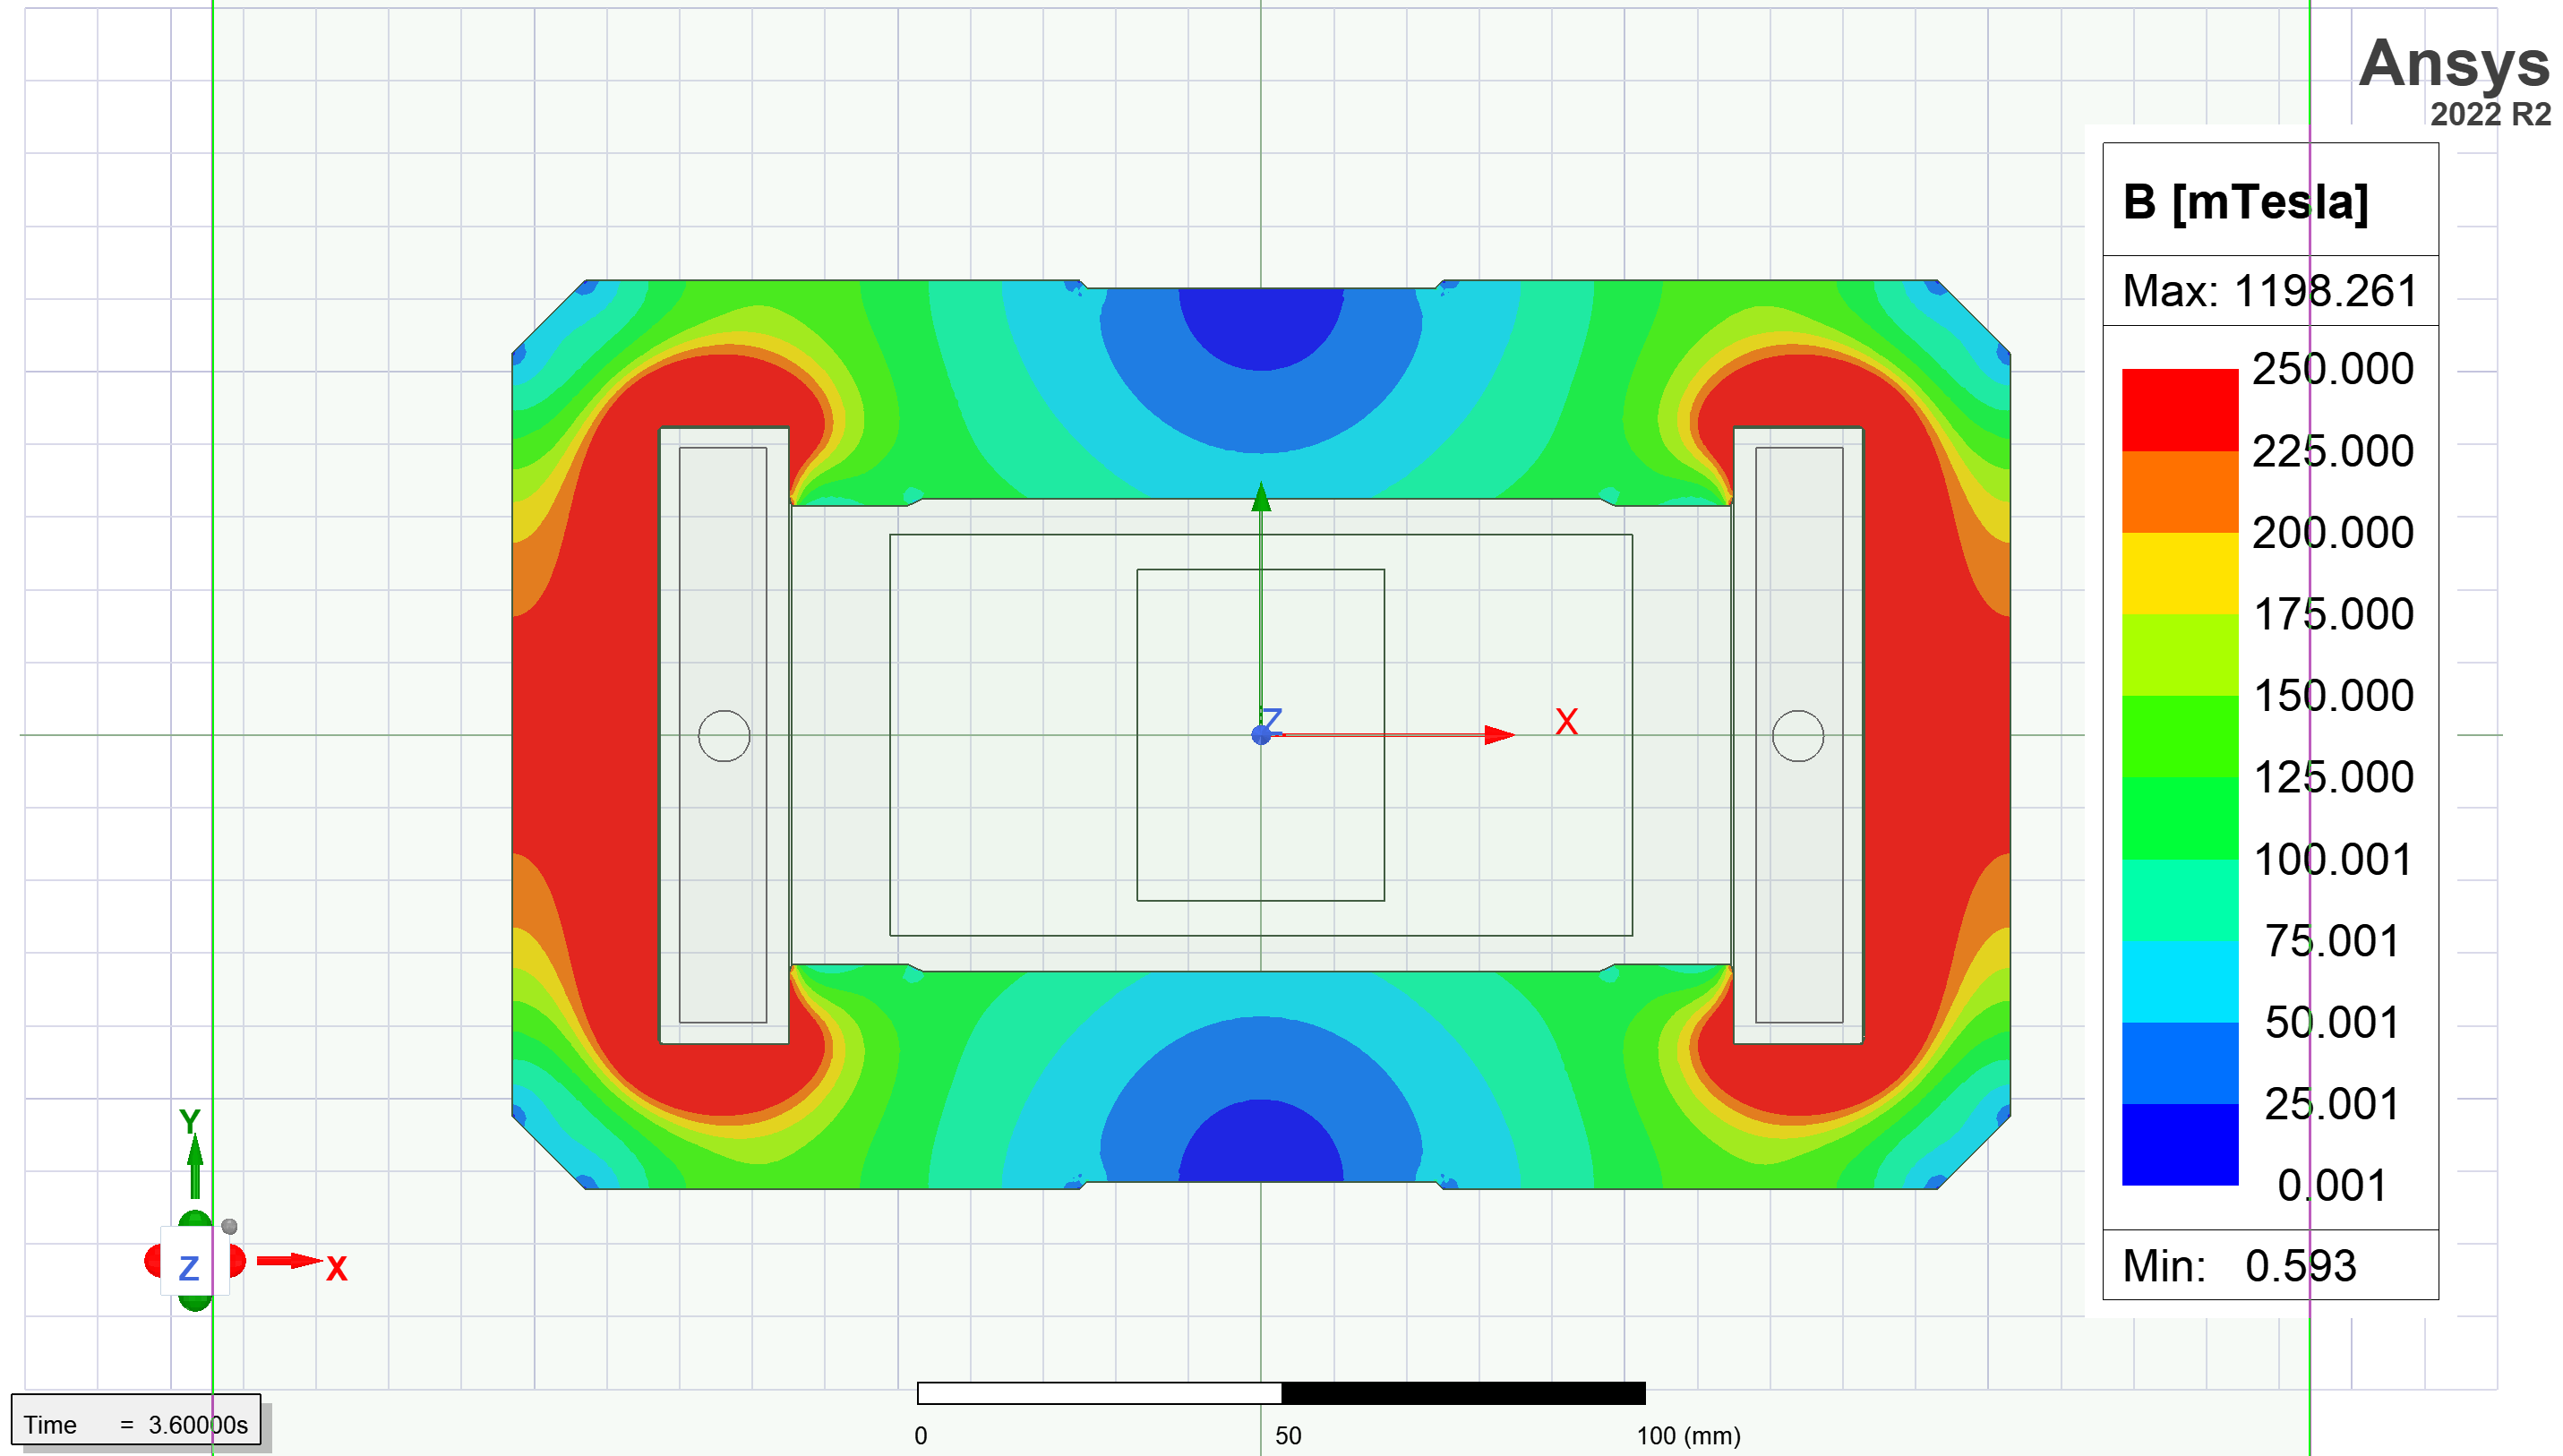 Ansys
2022 R2
B [mTesla]
Max: 1198.261
250.000
225.000
200.000
175.000
150.000
125.000
100.001
75.001
50.001
25.001
0.001
Min: 0.593
Z
X
Y
Z
X
Time = 3.60000s
0 50 100 (mm)